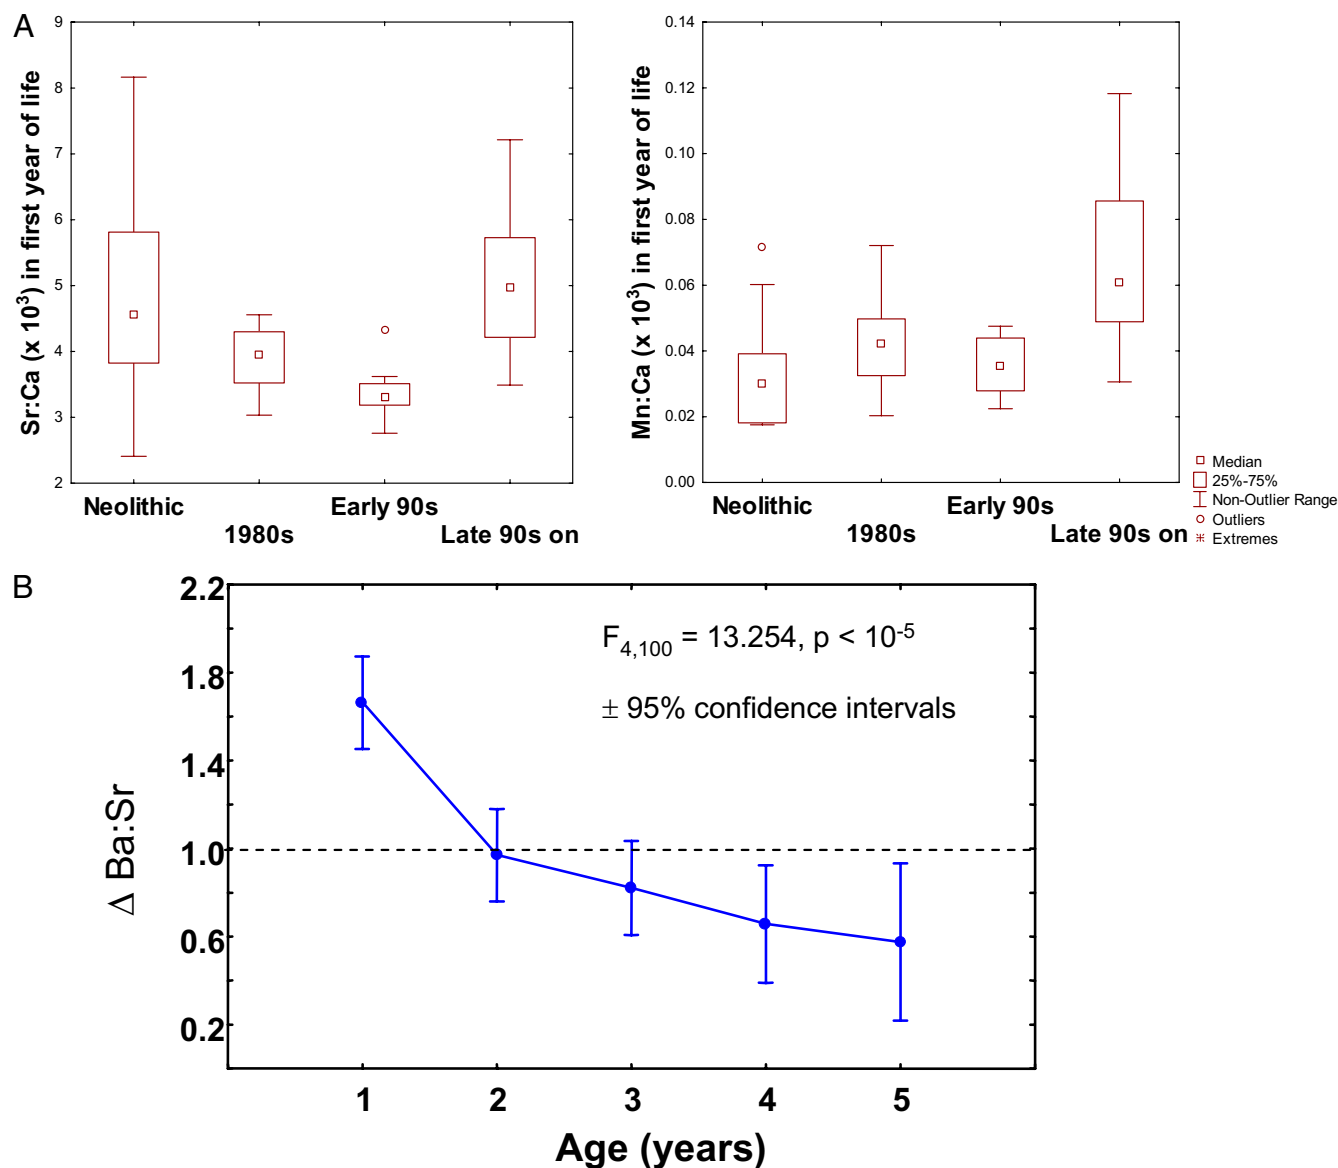 A
Sr:Ca (x 10³) in first year of life
9
8
7
6
5
4
3
2
Neolithic
1980s
Early 90s
Late 90s on
Mn:Ca (x 10³) in first year of life
0.14
0.12
0.10
0.08
0.06
0.04
0.02
0.00
Neolithic
1980s
Early 90s
Late 90s on
Median
25%-75%
Non-Outlier Range
Outliers
Extremes
B
Δ Ba:Sr
2.2
1.8
1.4
1.0
0.6
0.2
F4,100 = 13.254, p < 10⁻⁵
± 95% confidence intervals
1 2 3 4 5
Age (years)